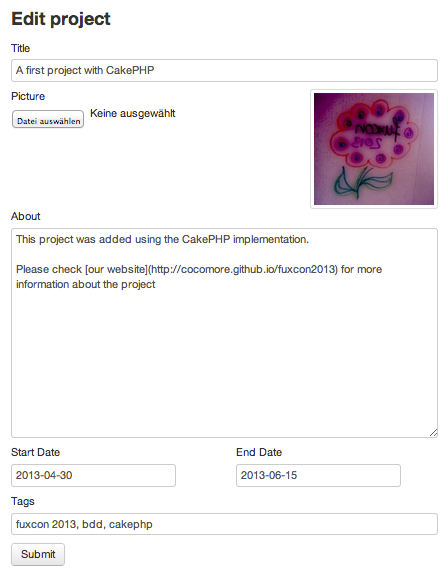 Edit project
Title
A first project with CakePHP
Picture
Datei auswählen Keine ausgewählt
fuxcon
2013
About
This project was added using the CakePHP implementation.
Please check [our website](http://cocomore.github.io/fuxcon2013) for more
information about the project
Start Date End Date
2013-04-30 2013-06-15
Tags
fuxcon 2013, bdd, cakephp
Submit